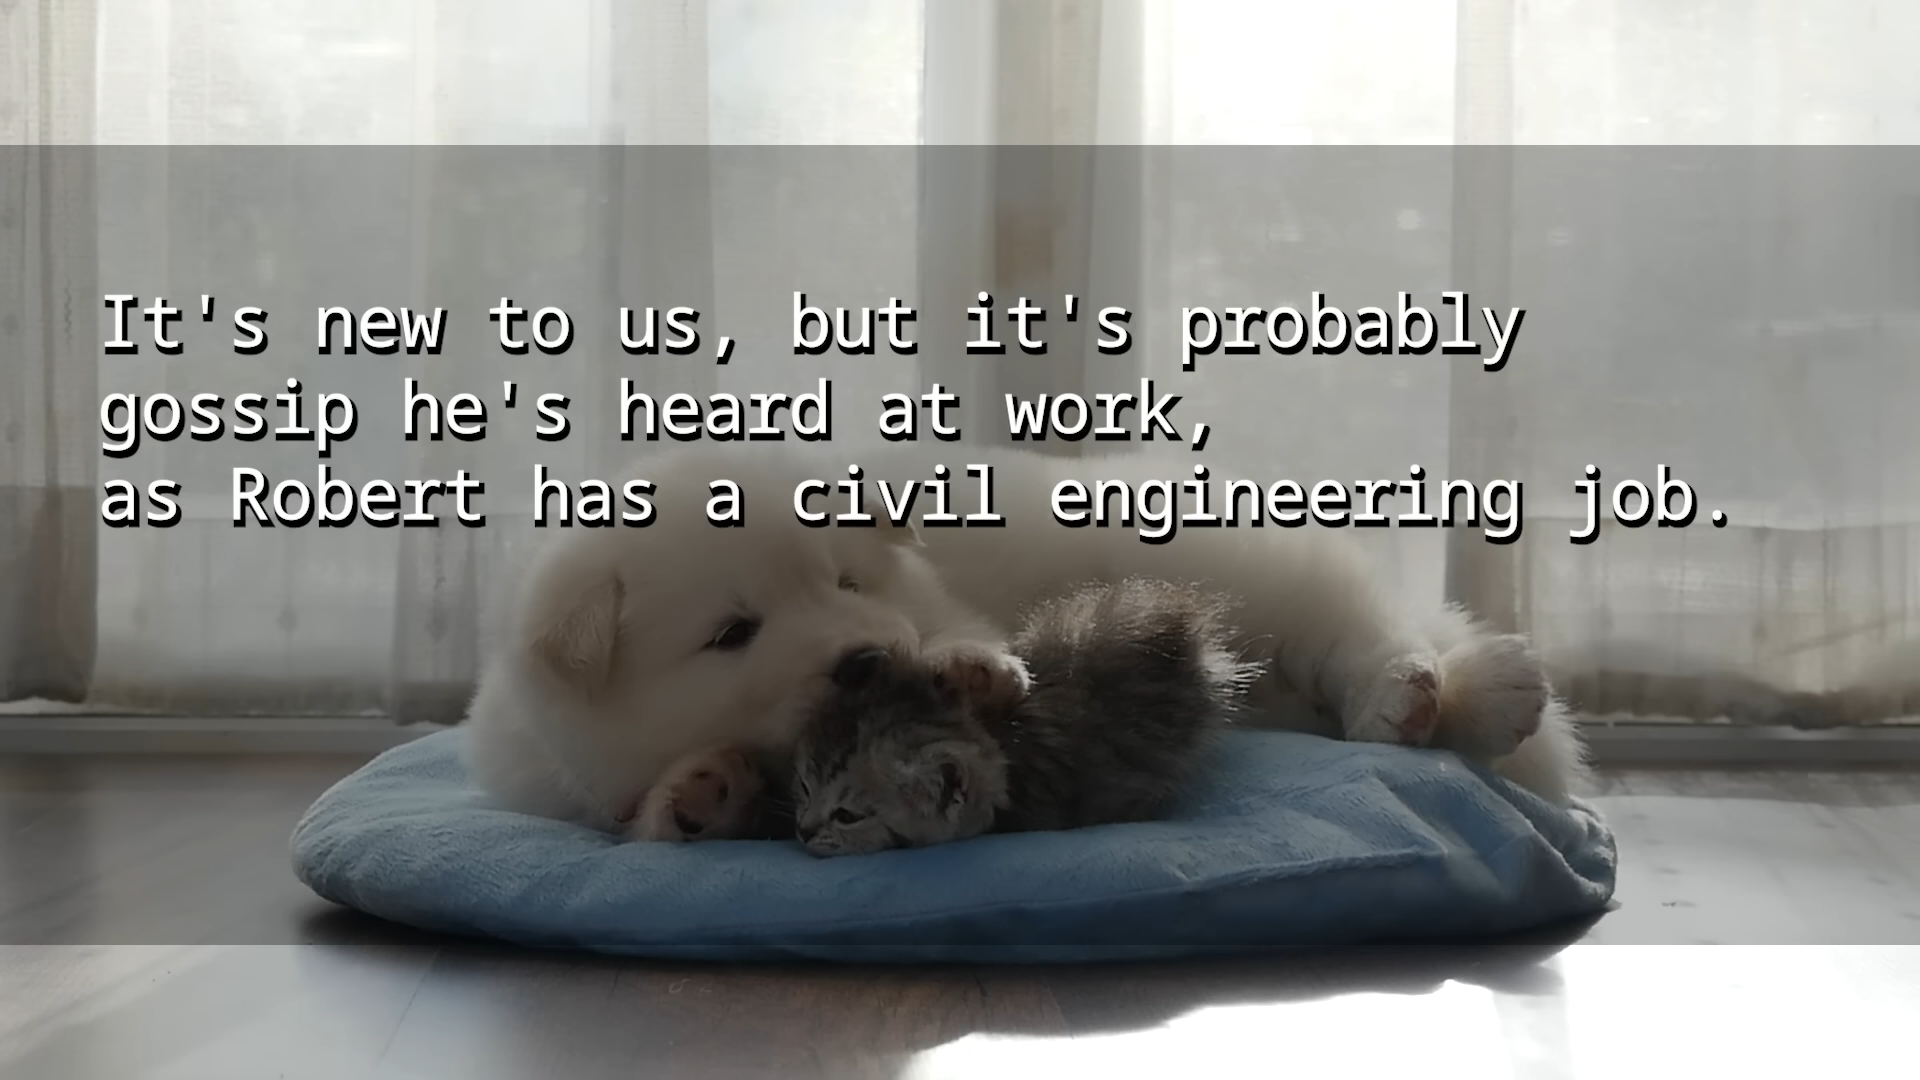 It's new to us, but it's probably
gossip he's heard at work,
as Robert has a civil engineering job.